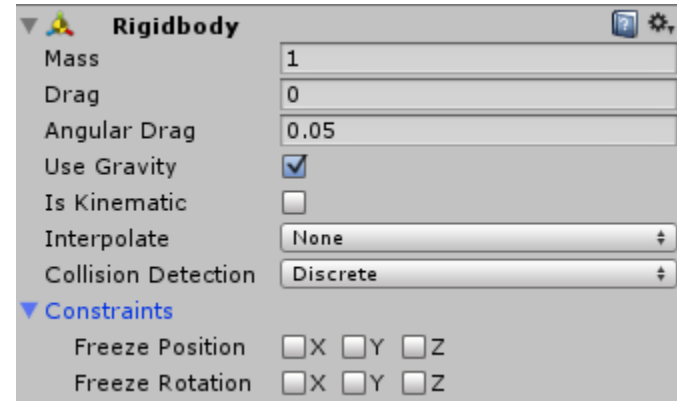 Rigidbody
Mass 1
Drag 0
Angular Drag 0.05
Use Gravity
Is Kinematic
Interpolate None
Collision Detection Discrete
Constraints
Freeze Position X Y Z
Freeze Rotation X Y Z